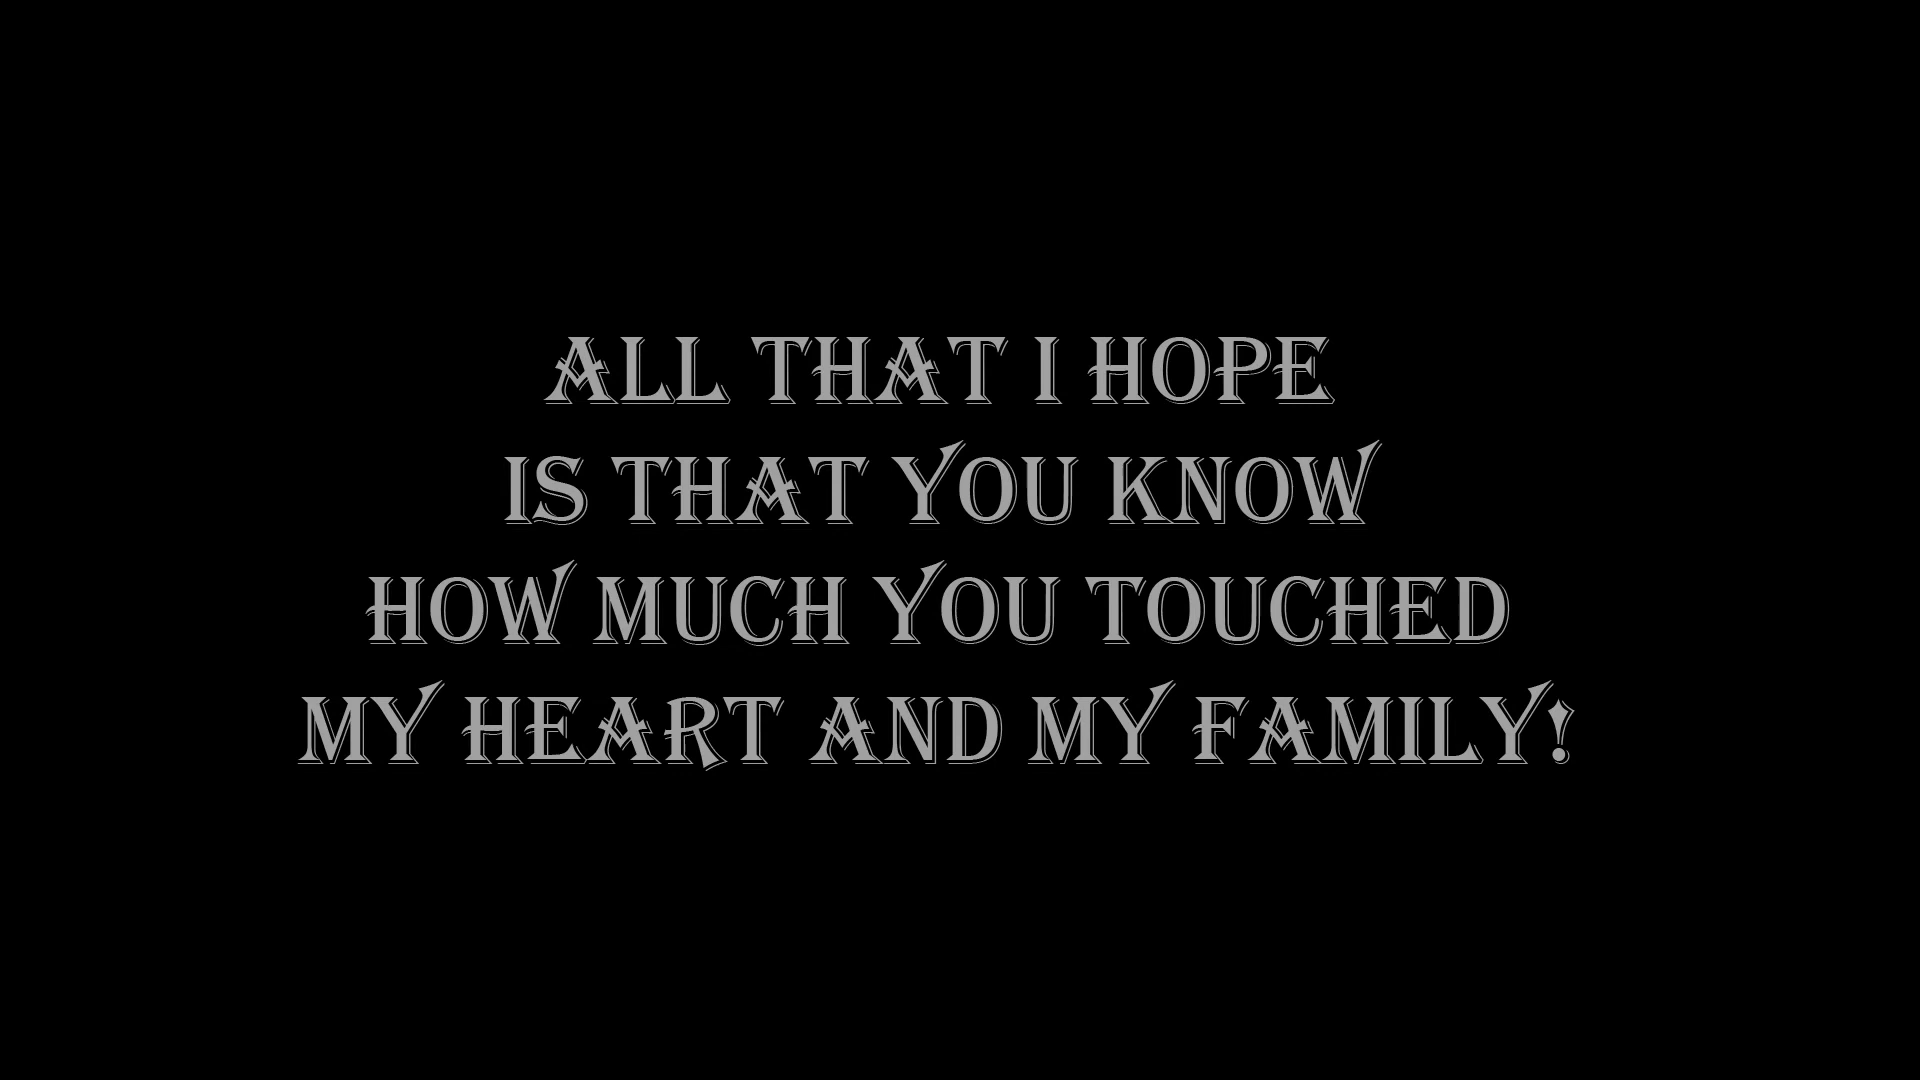 ALL THAT I HOPE
IS THAT YOU KNOW
HOW MUCH YOU TOUCHED
MY HEART AND MY FAMILY!